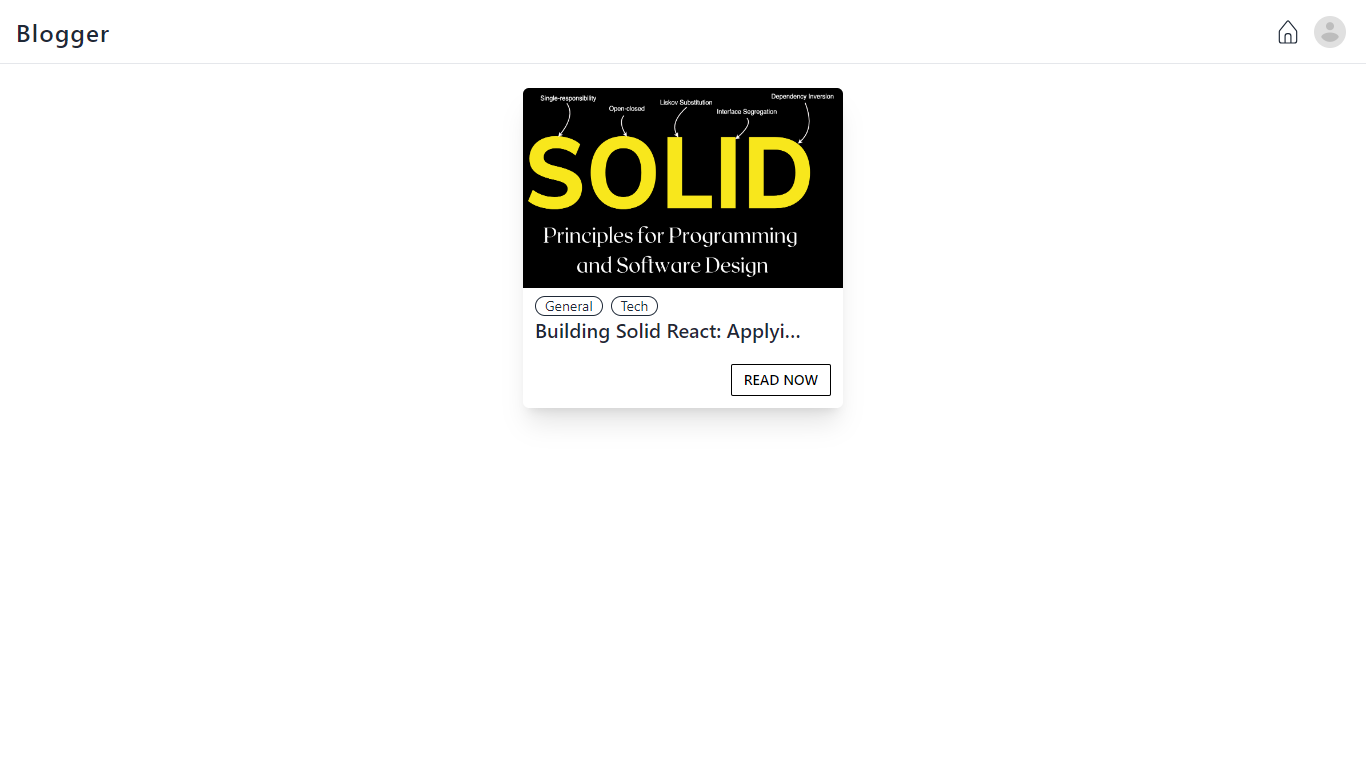 Blogger
Single-responsibility
Open-closed
Liskov Substitution
Interface Segregation
Dependency Inversion
SOLID
Principles for Programming
and Software Design
General Tech
Building Solid React: Applyi...
READ NOW